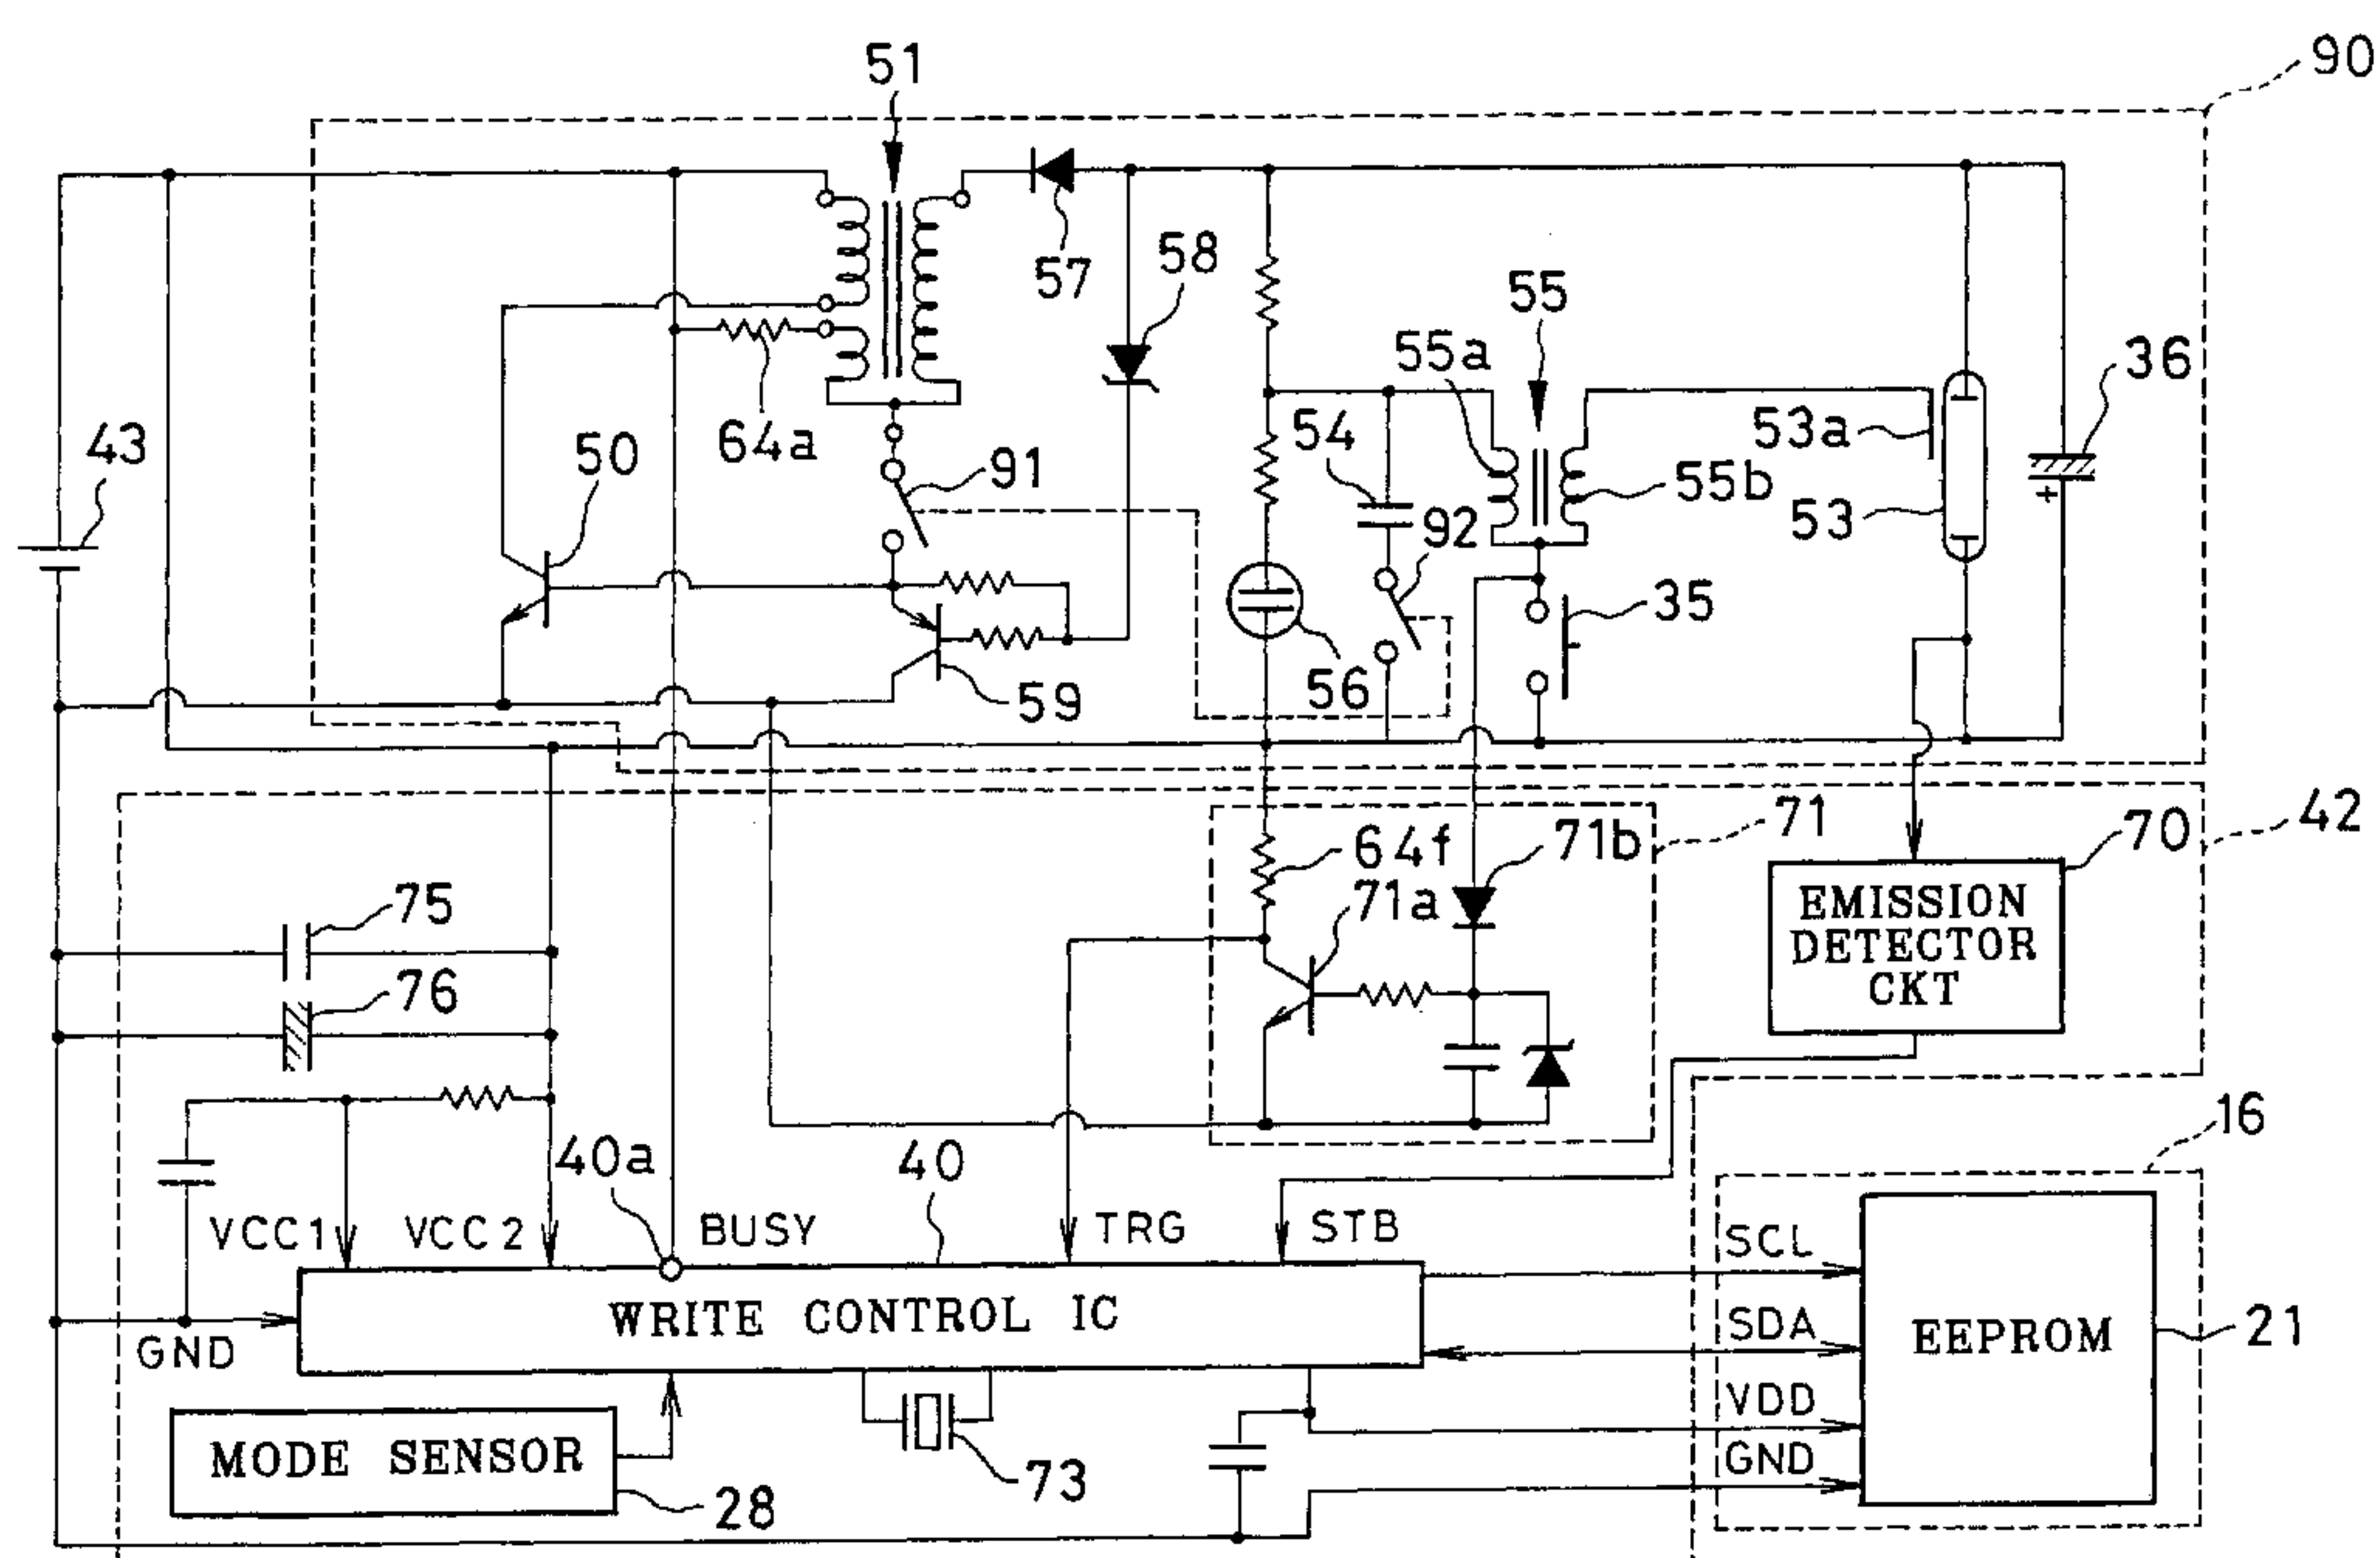 51
90
57
58
55
55a
36
43
50
64a
91
54
92
55b
53a
53
35
56
59
71
42
64f
71b
70
75
71a
EMISSION
DETECTOR
CKT
76
16
40a
40
VCC1
VCC2
BUSY
TRG
STB
SCL
WRITE CONTROL IC
SDA
EEPROM
21
GND
VDD
MODE SENSOR
GND
73
28
+